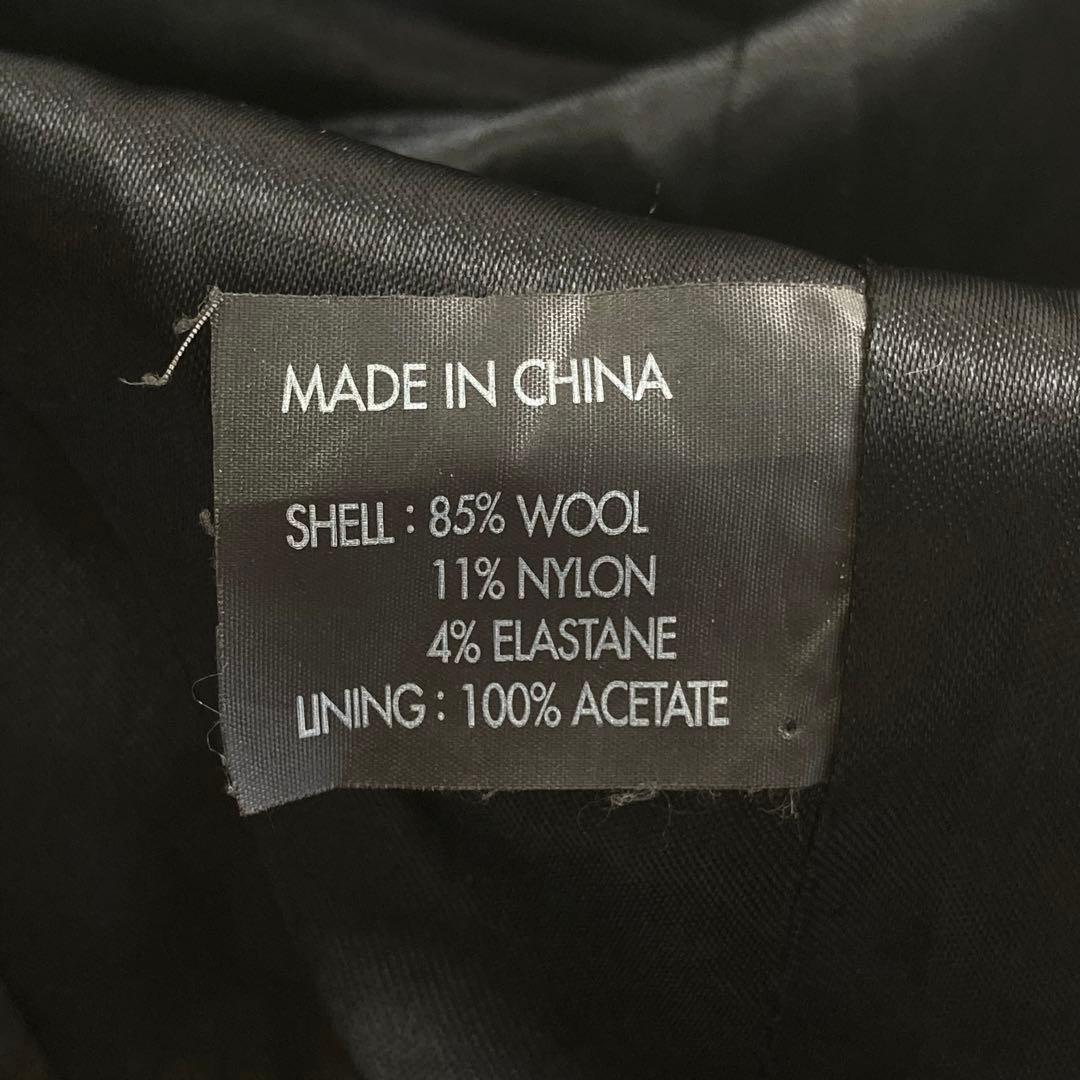 MADE IN CHINA
SHELL : 85% WOOL
11% NYLON
4% ELASTANE
LINING : 100% ACETATE